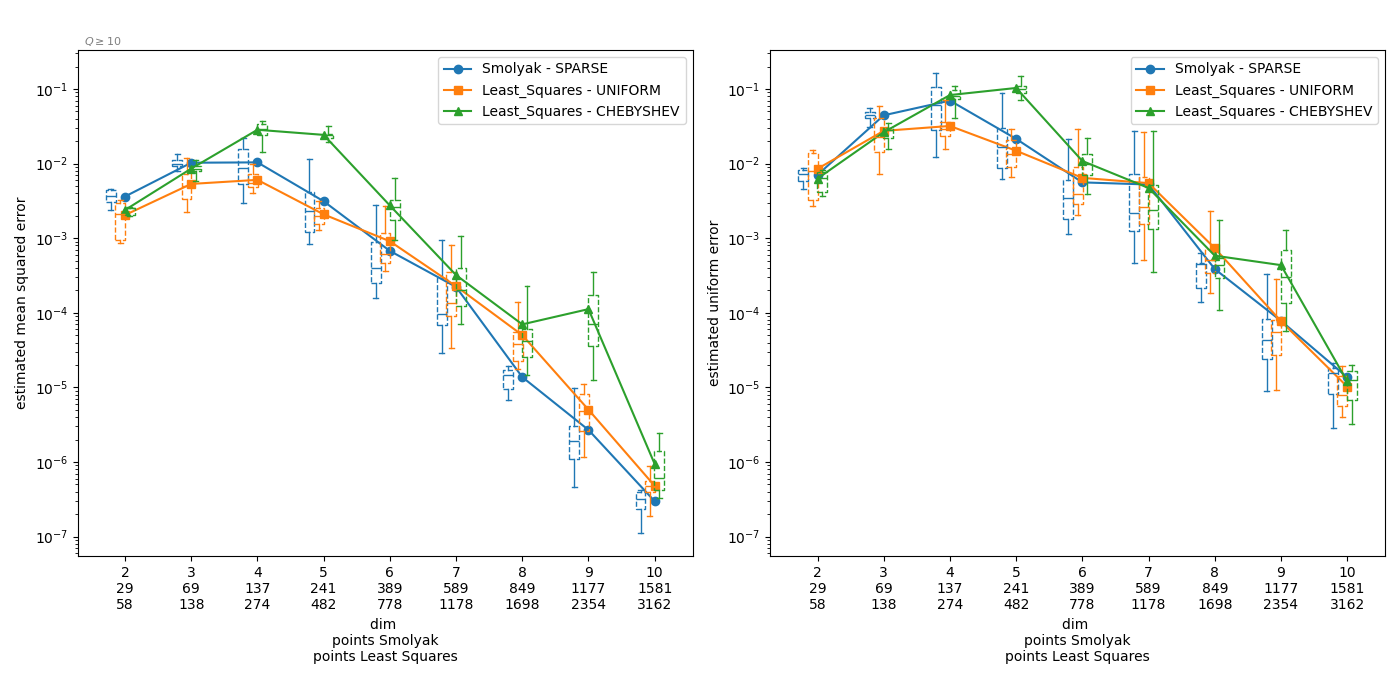 Q ≥ 10
Smolyak - SPARSE
Least_Squares - UNIFORM
Least_Squares - CHEBYSHEV
estimated mean squared error
10⁻¹
10⁻²
10⁻³
10⁻⁴
10⁻⁵
10⁻⁶
10⁻⁷
2 3 4 5 6 7 8 9 10
29 69 137 241 389 589 849 1177 1581
58 138 274 482 778 1178 1698 2354 3162
dim
points Smolyak
points Least Squares
Smolyak - SPARSE
Least_Squares - UNIFORM
Least_Squares - CHEBYSHEV
estimated uniform error
10⁻¹
10⁻²
10⁻³
10⁻⁴
10⁻⁵
10⁻⁶
10⁻⁷
2 3 4 5 6 7 8 9 10
29 69 137 241 389 589 849 1177 1581
58 138 274 482 778 1178 1698 2354 3162
dim
points Smolyak
points Least Squares